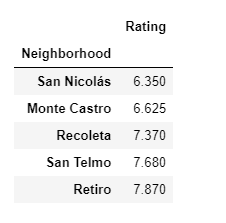 Rating
Neighborhood
San Nicolás 6.350
Monte Castro 6.625
Recoleta 7.370
San Telmo 7.680
Retiro 7.870